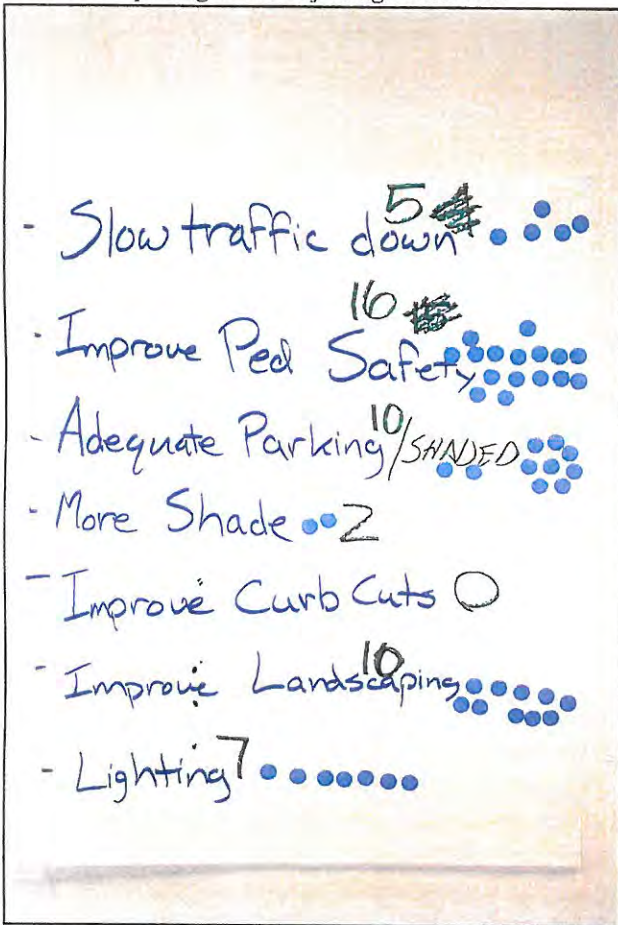 - Slow traffic down 5
- Improve Ped Safety 16
- Adequate Parking/SHADED 10
- More Shade 2
- Improve Curb Cuts 0
- Improve Landscaping 10
- Lighting 7